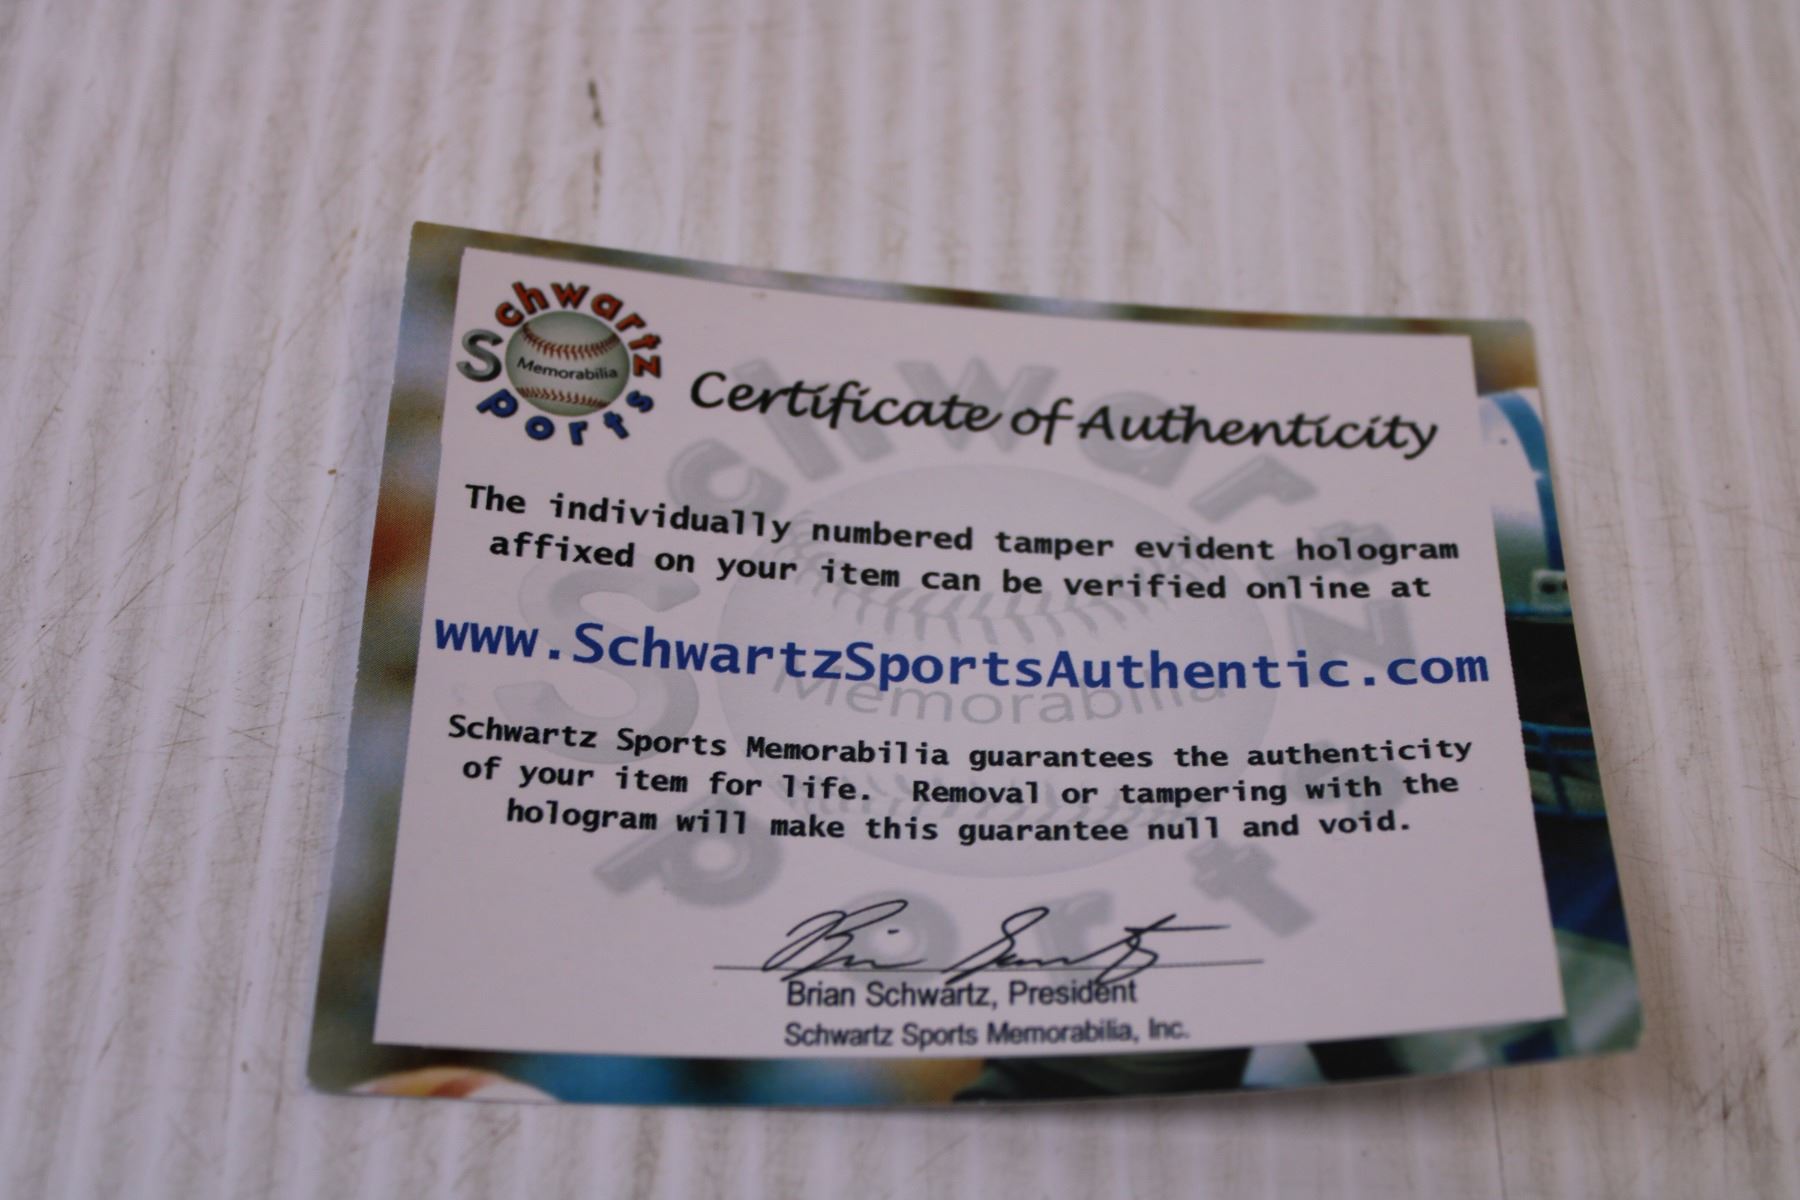 Schwartz
Sports
Memorabilia
Certificate of Authenticity
The individually numbered tamper evident hologram
affixed on your item can be verified online at
www.SchwartzSportsAuthentic.com
Schwartz Sports Memorabilia guarantees the authenticity
of your item for life. Removal or tampering with the
hologram will make this guarantee null and void.
Brian Schwartz
Brian Schwartz, President
Schwartz Sports Memorabilia, Inc.